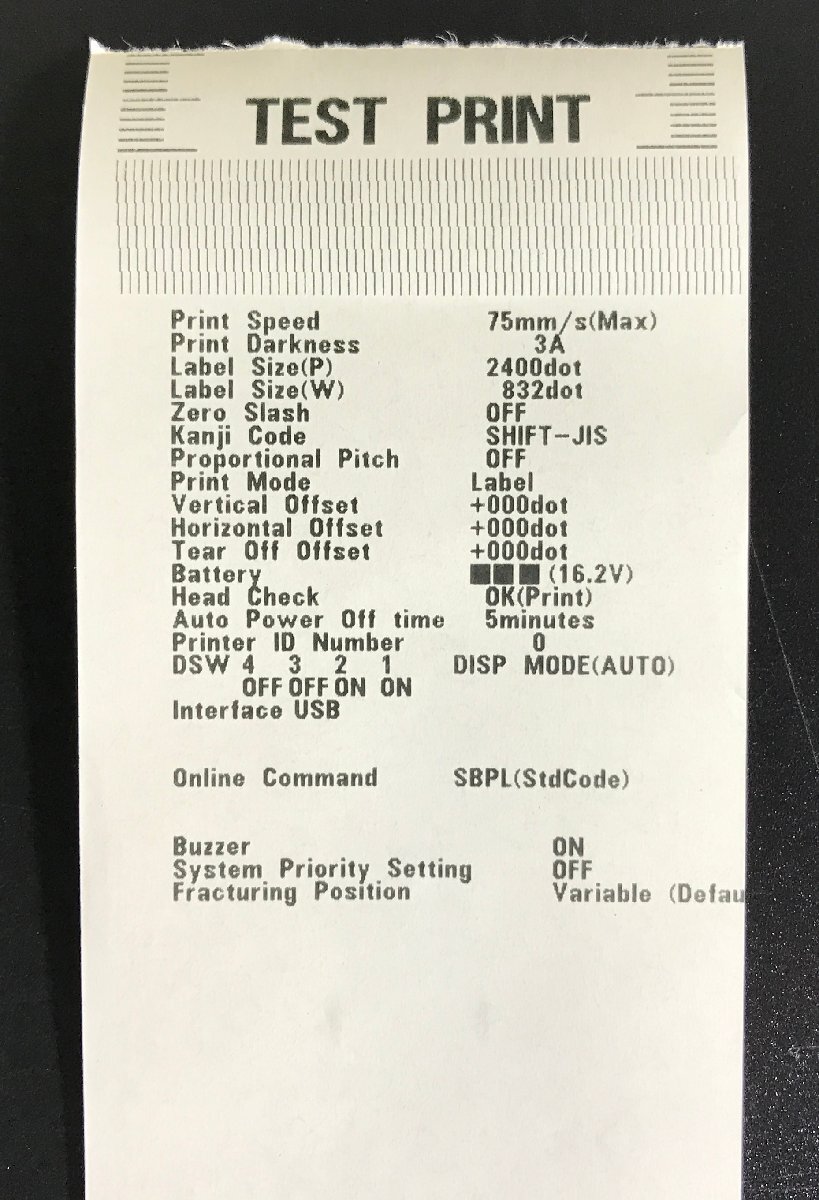 TEST PRINT
Print Speed 75mm/s(Max)
Print Darkness 3A
Label Size(P) 2400dot
Label Size(W) 832dot
Zero Slash OFF
Kanji Code SHIFT-JIS
Proportional Pitch OFF
Print Mode Label
Vertical Offset +000dot
Horizontal Offset +000dot
Tear Off Offset +000dot
Battery ■■■ (16.2V)
Head Check OK(Print)
Auto Power Off time 5minutes
Printer ID Number 0
DSW 4 3 2 1 DISP MODE(AUTO)
OFF OFF ON ON
Interface USB
Online Command SBPL(StdCode)
Buzzer ON
System Priority Setting OFF
Fracturing Position Variable (Defau